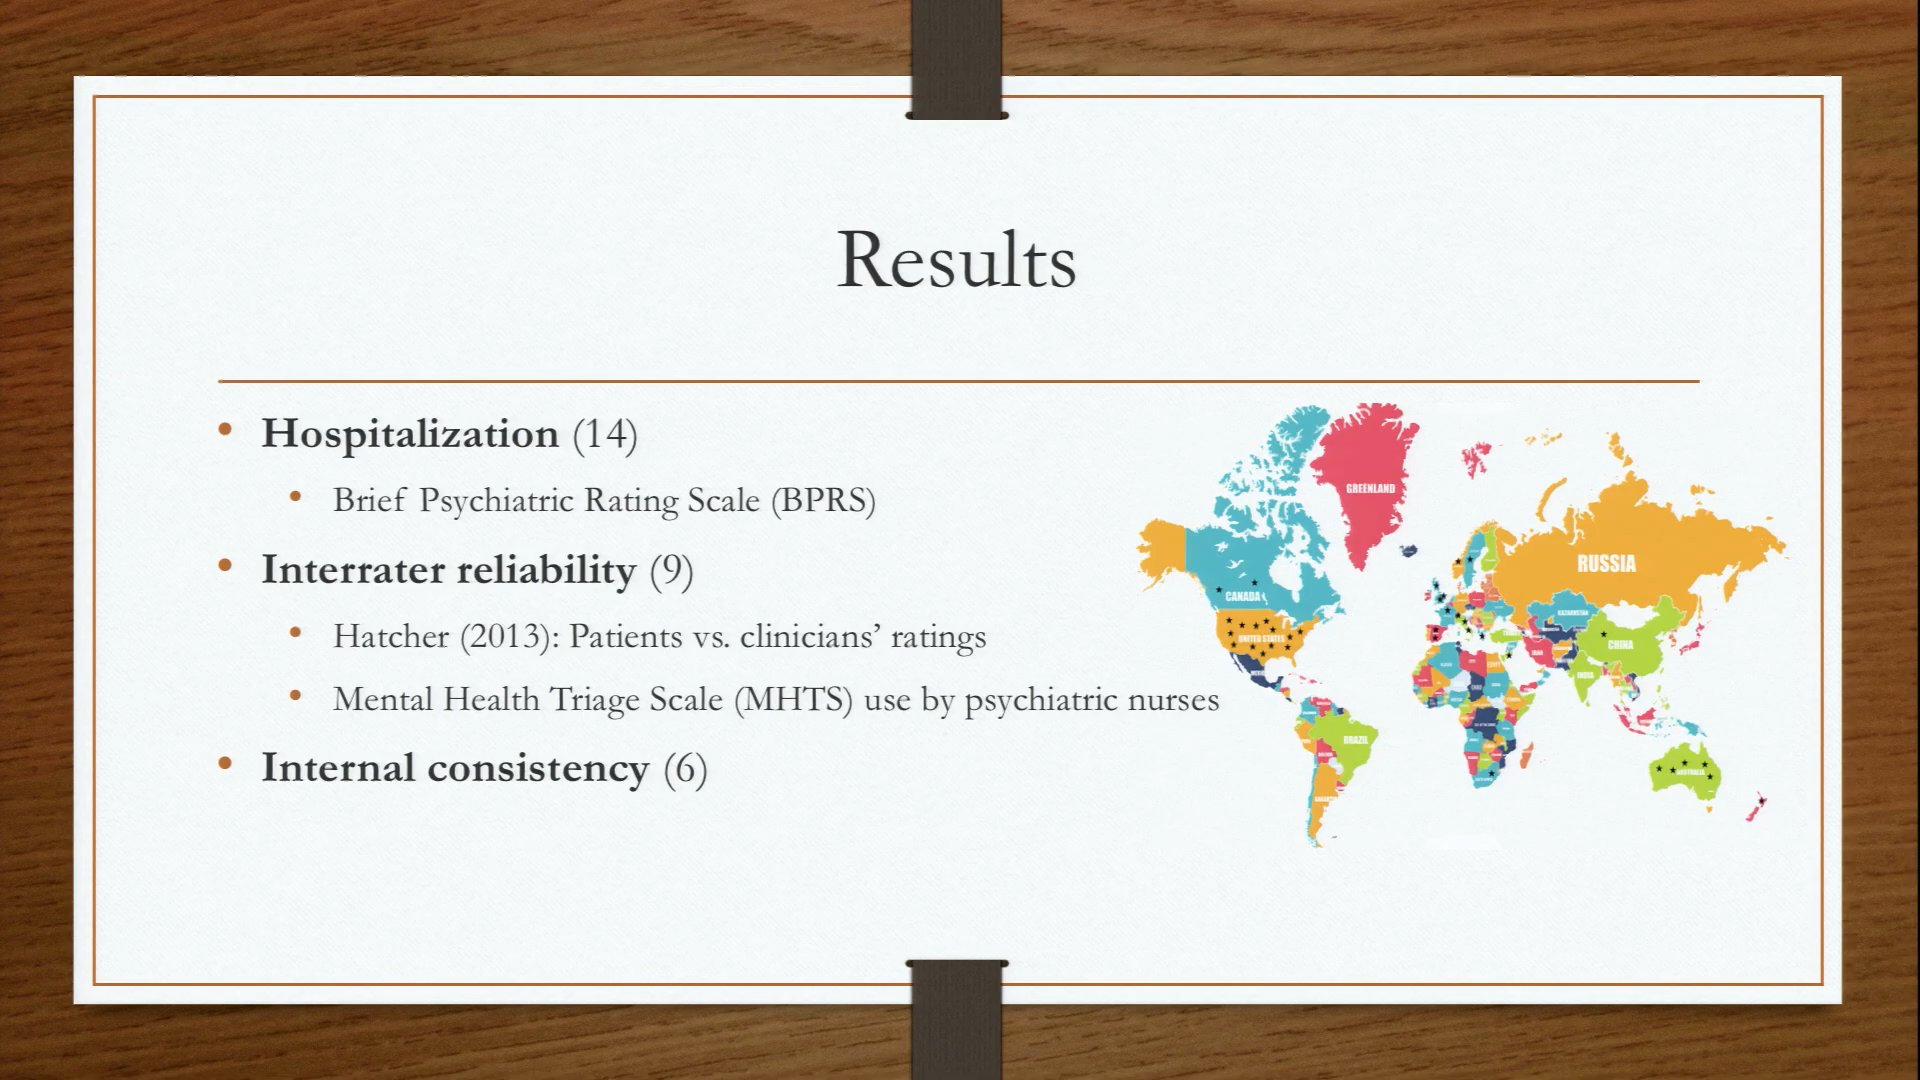 Results
Hospitalization (14)
Brief Psychiatric Rating Scale (BPRS)
Interrater reliability (9)
Hatcher (2013): Patients vs. clinicians’ ratings
Mental Health Triage Scale (MHTS) use by psychiatric nurses
Internal consistency (6)
GREENLAND
RUSSIA
CANADA
KAZAKHSTAN
UNITED STATES
CHINA
IRAN
INDIA
BRAZIL
AUSTRALIA